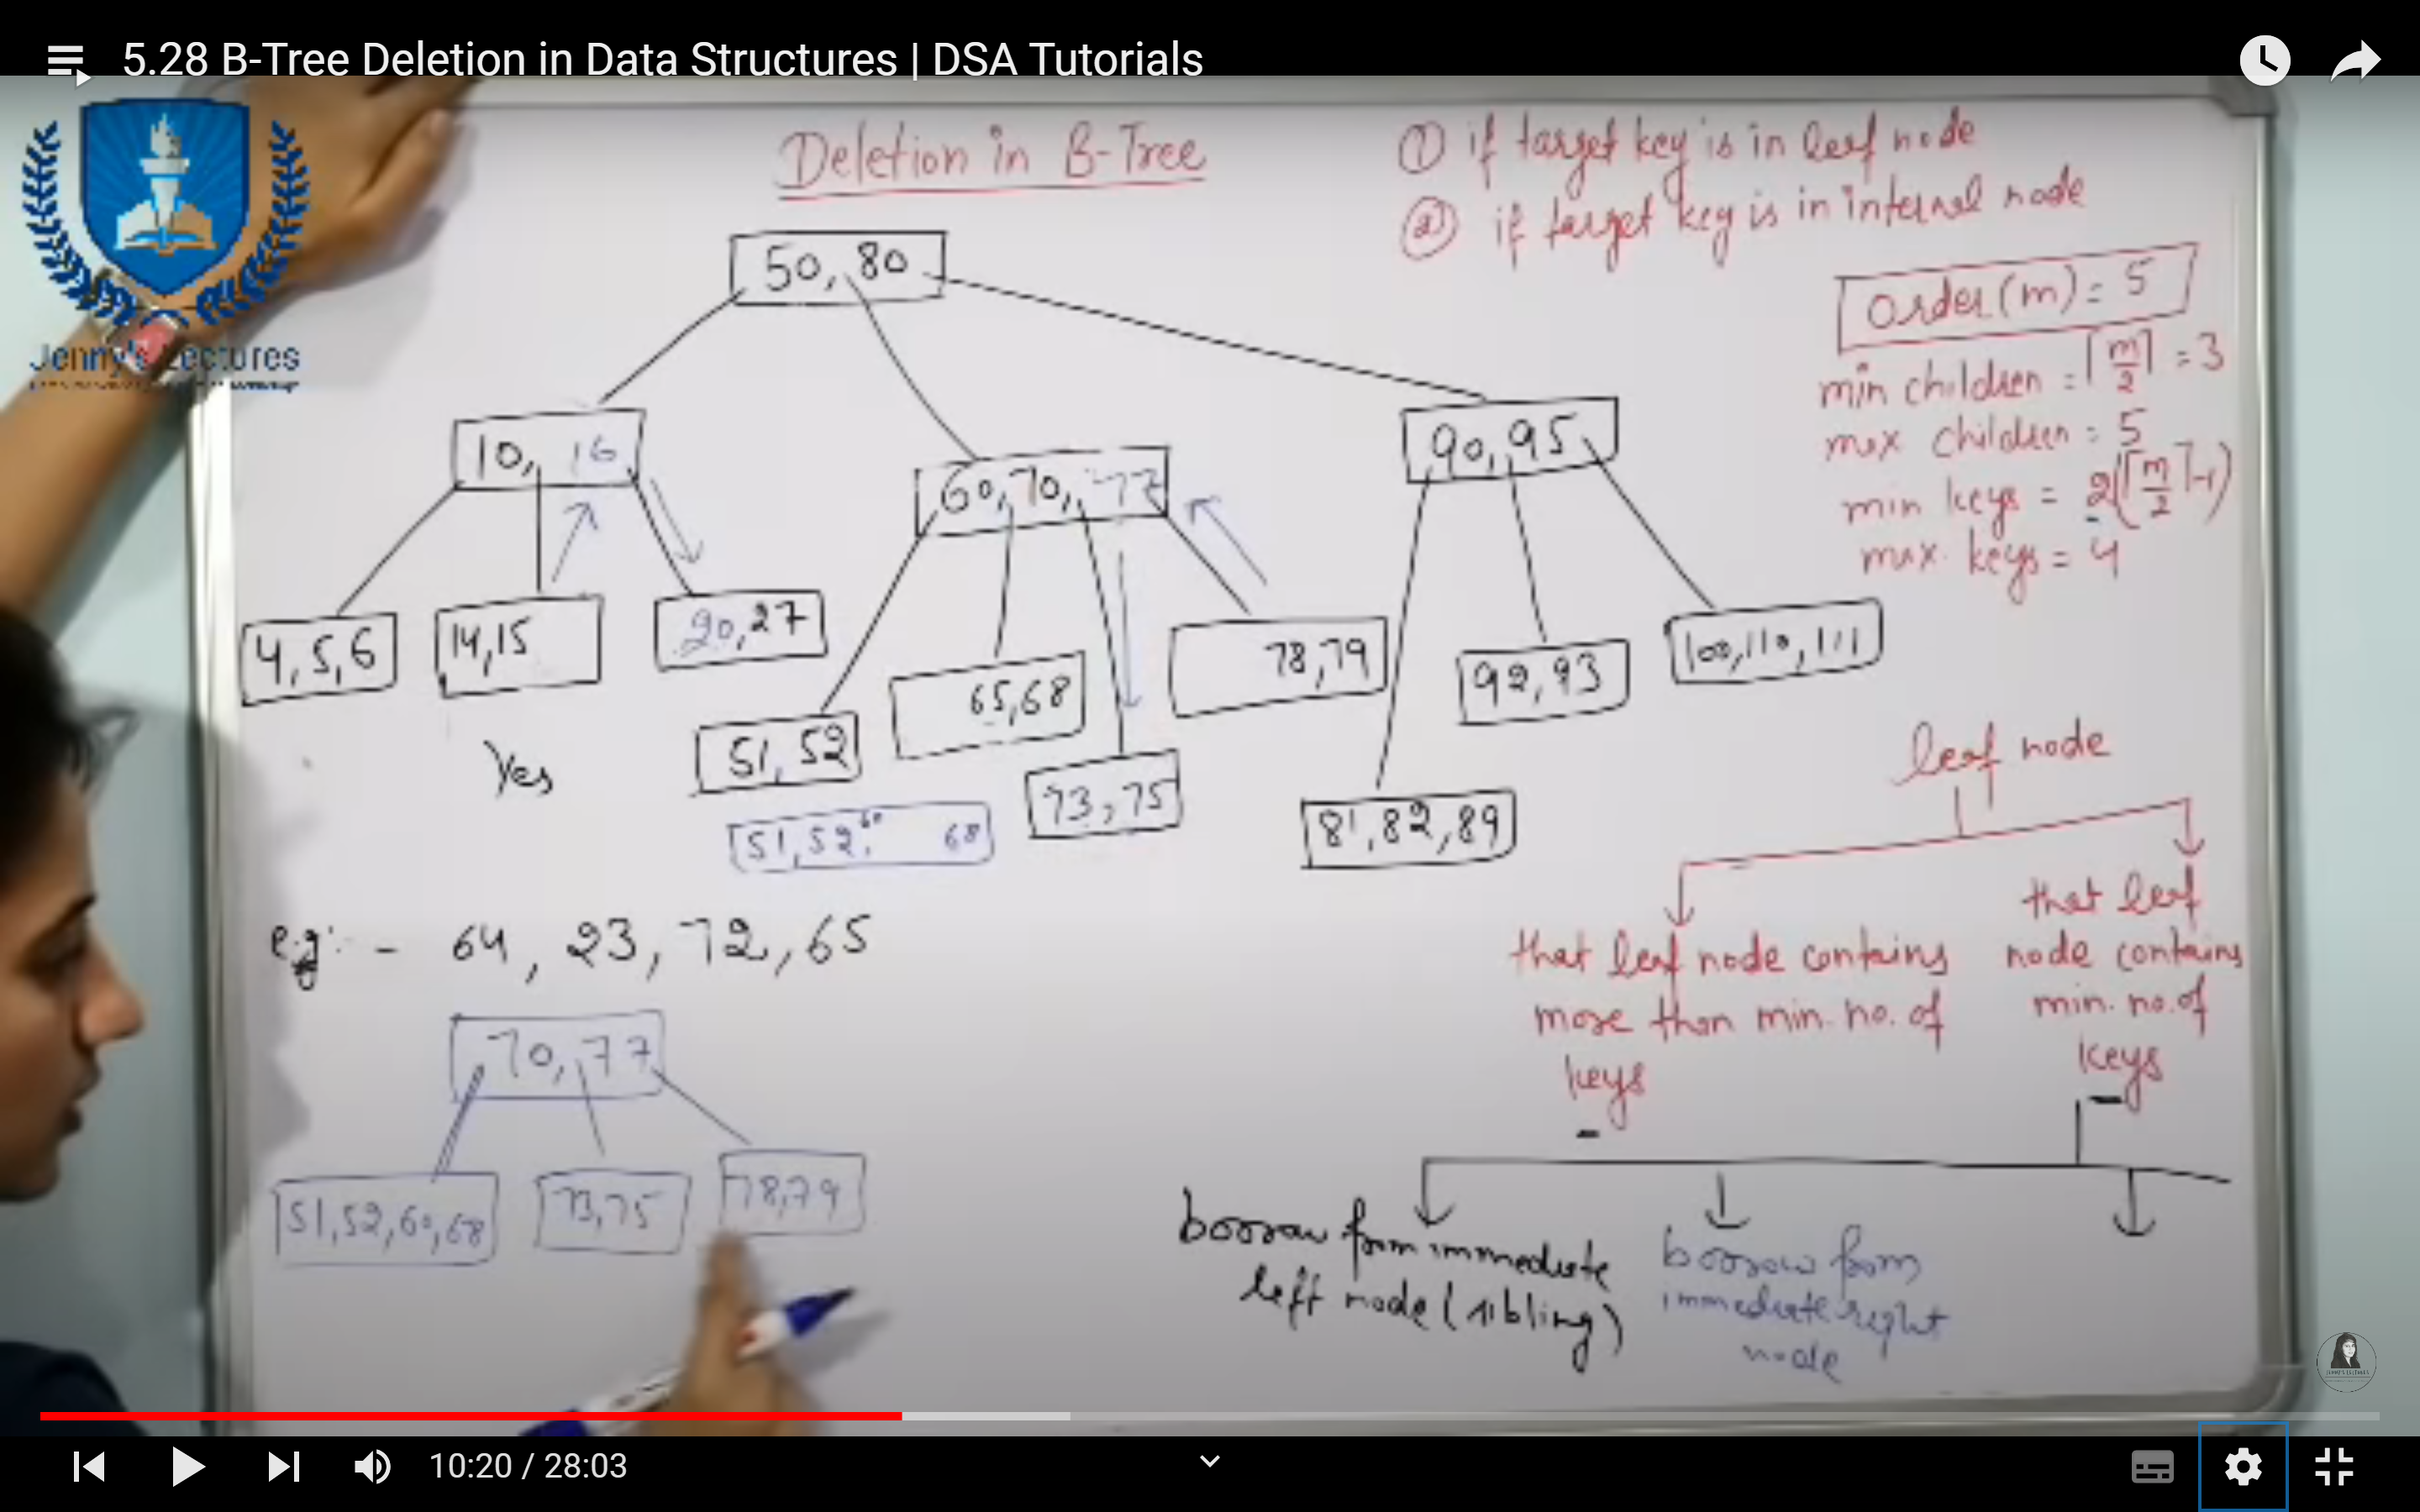 5.28 B-Tree Deletion in Data Structures | DSA Tutorials
Jenny's Lectures
Deletion in B-Tree
① if target key is in leaf node
② if target key is in internal node
50, 80
Order(m) = 5
min children = ⌈m/2⌉ = 3
max children = 5
min keys = 2(⌈m/2⌉-1)
max. keys = 4
10, 16
60, 70, 77
90, 95
4, 5, 6
14, 15
20, 27
51, 52
65, 68
73, 75
78, 79
81, 82, 89
92, 93
100, 110, 111
Yes
51, 52, 60 68
leaf node
that leaf node contains
more than min. no. of
keys
that leaf
node contains
min. no. of
keys
e.g:- 64, 23, 72, 65
70, 77
51, 52, 60, 68
73, 75
78, 79
borrow from immediate
left node (sibling)
borrow from
immediate right
node
10:20 / 28:03